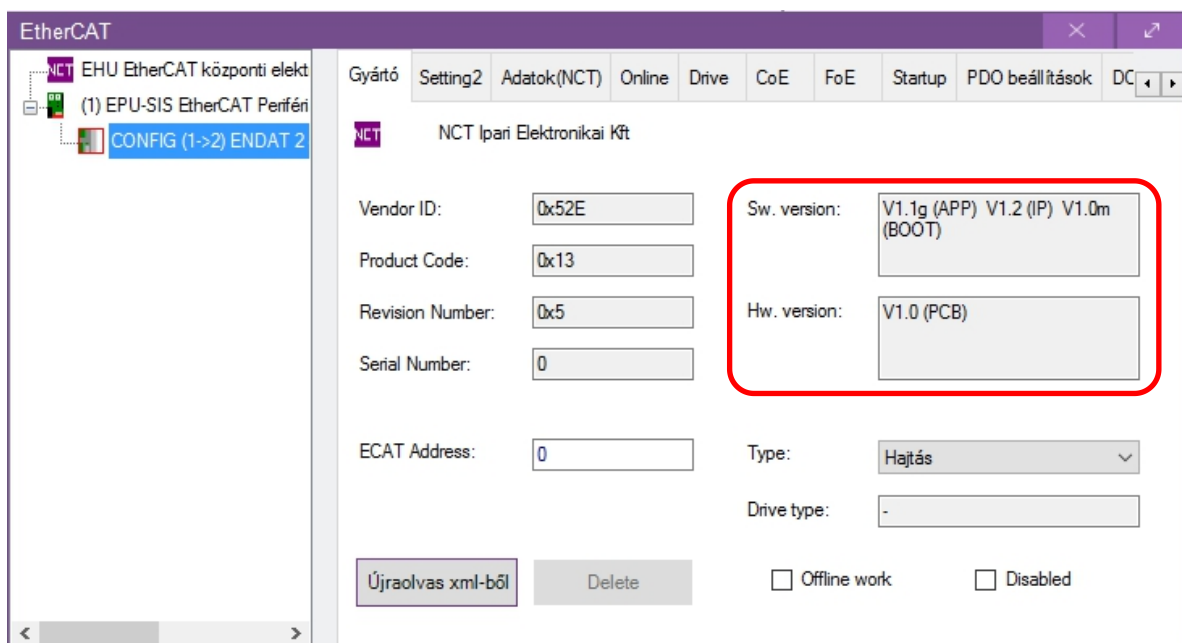 EtherCAT
NCT EHU EtherCAT központi elekt
(1) EPU-SIS EtherCAT Periféri
CONFIG (1->2) ENDAT 2
Gyártó Setting2 Adatok(NCT) Online Drive CoE FoE Startup PDO beállítások DC
NCT NCT Ipari Elektronikai Kft
Vendor ID: 0x52E
Product Code: 0x13
Revision Number: 0x5
Serial Number: 0
Sw. version: V1.1g (APP) V1.2 (IP) V1.0m
(BOOT)
Hw. version: V1.0 (PCB)
ECAT Address: 0
Type: Hajtás
Drive type: -
Újraolvas xml-ből Delete Offline work Disabled